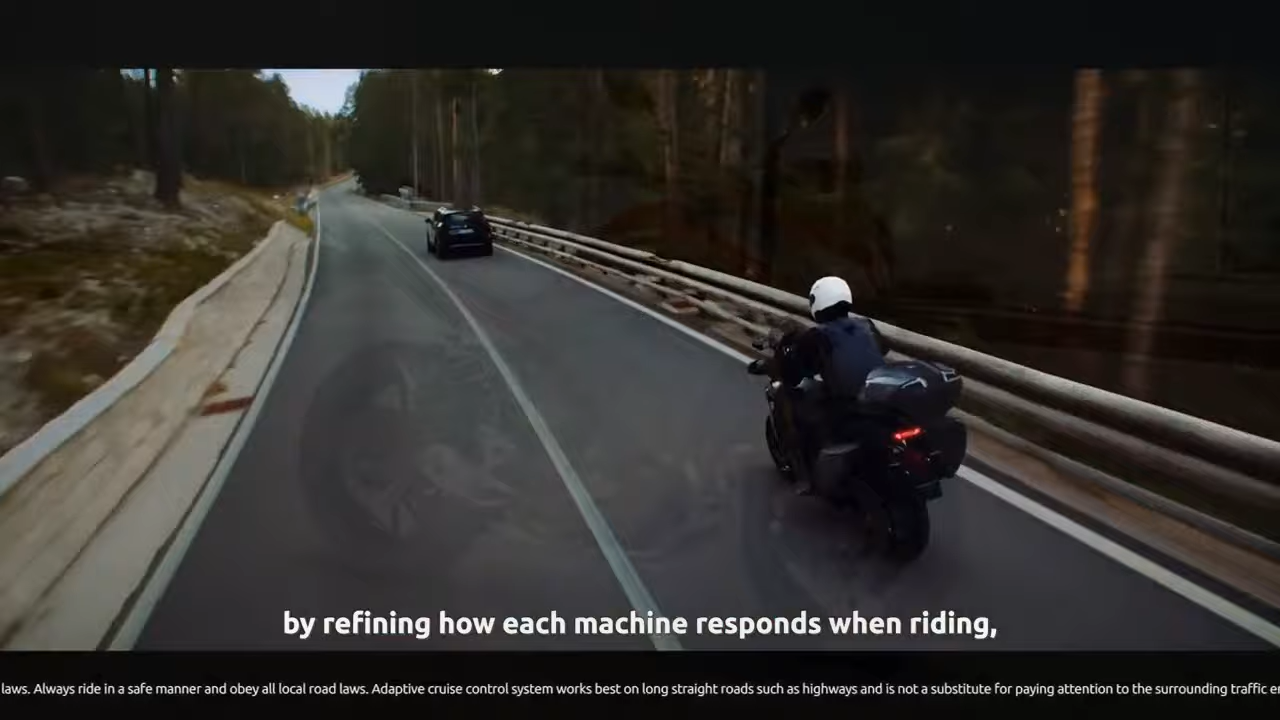 by refining how each machine responds when riding,
laws. Always ride in a safe manner and obey all local road laws. Adaptive cruise control system works best on long straight roads such as highways and is not a substitute for paying attention to the surrounding traffic